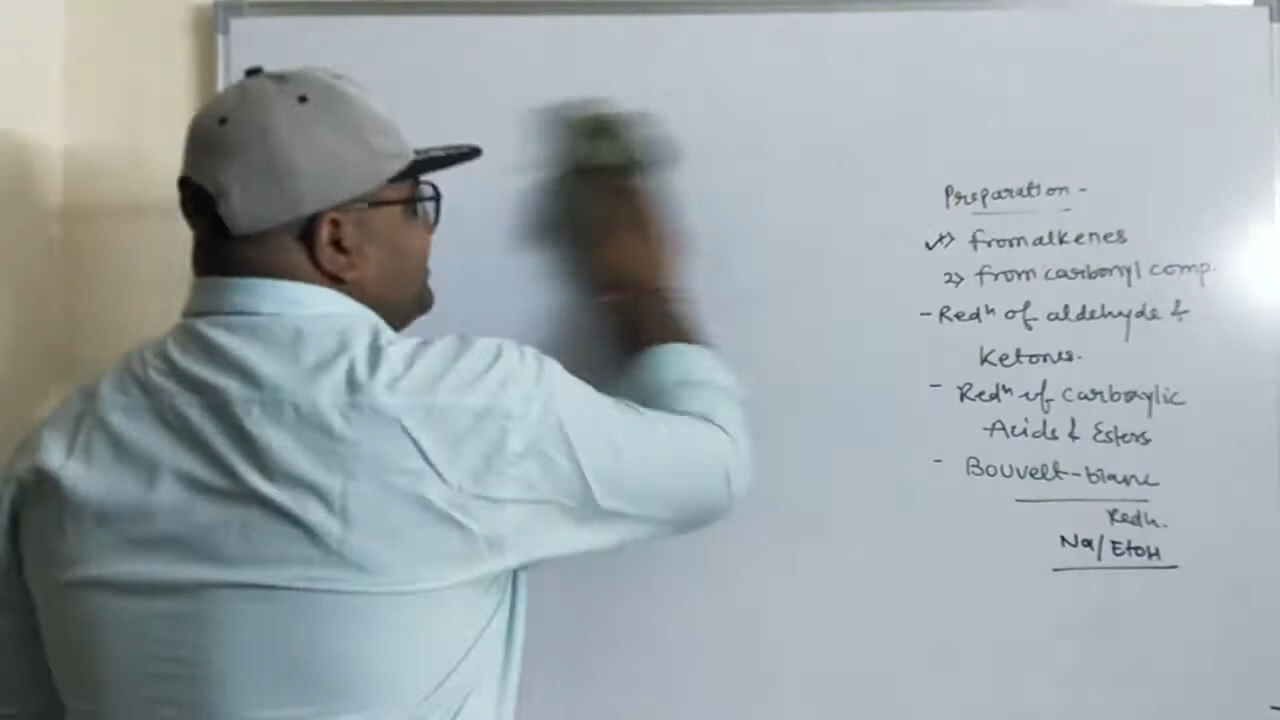 Preparation -
1) from alkenes
2) from carbonyl comp.
- Redⁿ of aldehyde &
Ketones.
- Redⁿ of carboxylic
Acids & Esters
- Bouvelt-blanc
Redn.
Na/EtOH